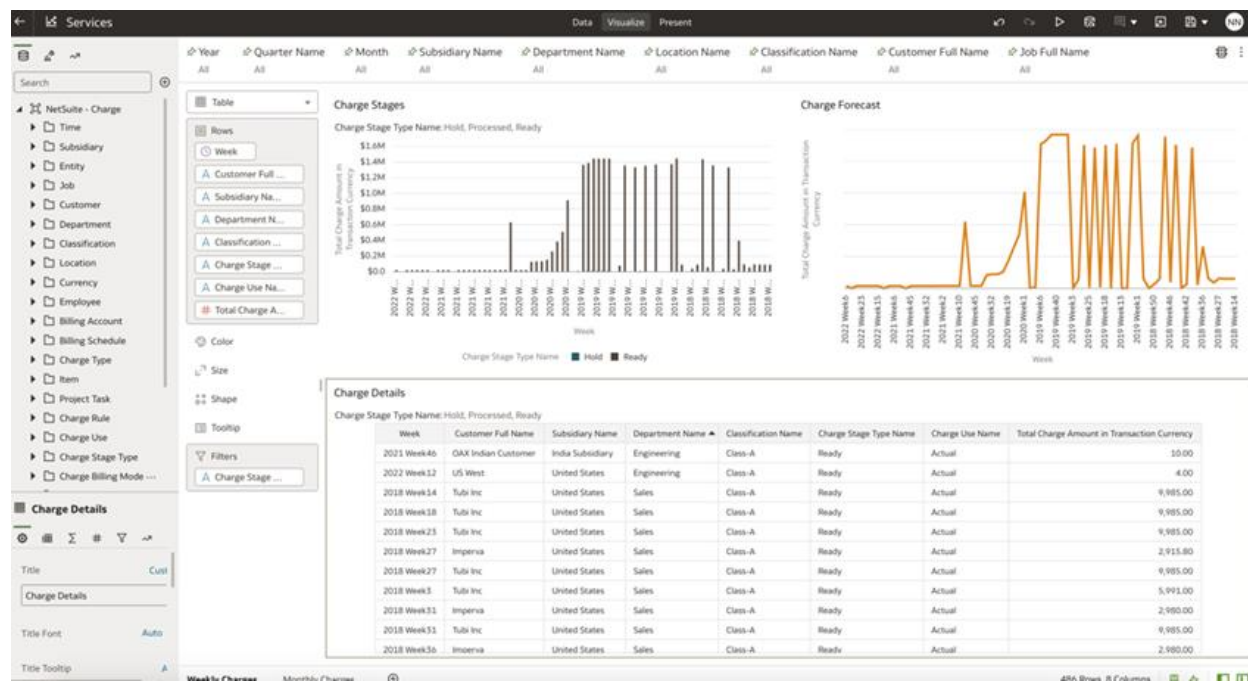 Services
Data Visualize Present
NN
Year Quarter Name Month Subsidiary Name Department Name Location Name Classification Name Customer Full Name Job Full Name
All All All All All All All All All
Search
NetSuite - Charge
Time
Subsidiary
Entity
Job
Customer
Department
Classification
Location
Currency
Employee
Billing Account
Billing Schedule
Charge Type
Item
Project Task
Charge Rule
Charge Use
Charge Stage Type
Charge Billing Mode ...
Charge Details
Title
Cust
Charge Details
Title Font
Auto
Title Tooltip
A
Table
Rows
Week
Customer Full ...
Subsidiary Na...
Department N...
Classification ...
Charge Stage ...
Charge Use Na...
Total Charge A...
Color
Size
Shape
Tooltip
Filters
Charge Stage ...
Charge Stages
Charge Stage Type Name: Hold, Processed, Ready
Total Charge Amount in Transaction Currency
$1.6M
$1.4M
$1.2M
$1.0M
$0.8M
$0.6M
$0.4M
$0.2M
$0.0
2022 W... 2022 W... 2021 W... 2021 W... 2021 W... 2021 W... 2021 W...
Week
Charge Stage Type Name Hold Ready
Charge Forecast
Total Charge Amount in Transaction Currency
2022 Week6
2022 Week23
2022 Week15
2021 Week6
2021 Week45
2021 Week32
2021 Week2
2021 Week10
2020 Week45
2020 Week32
2020 Week19
2020 Week1
2019 Week6
2019 Week40
2019 Week3
2019 Week25
2019 Week18
2019 Week13
2019 Week1
2018 Week50
2018 Week46
2018 Week42
2018 Week36
2018 Week27
2018 Week14
Week
Charge Details
Charge Stage Type Name: Hold, Processed, Ready
Week Customer Full Name Subsidiary Name Department Name Classification Name Charge Stage Type Name Charge Use Name Total Charge Amount in Transaction Currency
2021 Week46 OAX Indian Customer India Subsidiary Engineering Class-A Ready Actual 10.00
2022 Week12 US West United States Engineering Class-A Ready Actual 4.00
2018 Week14 Tubi Inc United States Sales Class-A Ready Actual 9,985.00
2018 Week18 Tubi Inc United States Sales Class-A Ready Actual 9,985.00
2018 Week23 Tubi Inc United States Sales Class-A Ready Actual 9,985.00
2018 Week27 Imperva United States Sales Class-A Ready Actual 2,915.80
2018 Week27 Tubi Inc United States Sales Class-A Ready Actual 9,985.00
2018 Week3 Tubi Inc United States Sales Class-A Ready Actual 5,991.00
2018 Week31 Imperva United States Sales Class-A Ready Actual 2,980.00
2018 Week31 Tubi Inc United States Sales Class-A Ready Actual 9,985.00
2018 Week36 Imperva United States Sales Class-A Ready Actual 2,980.00
Weekly Charges Monthly Charges
486 Rows, 8 Columns